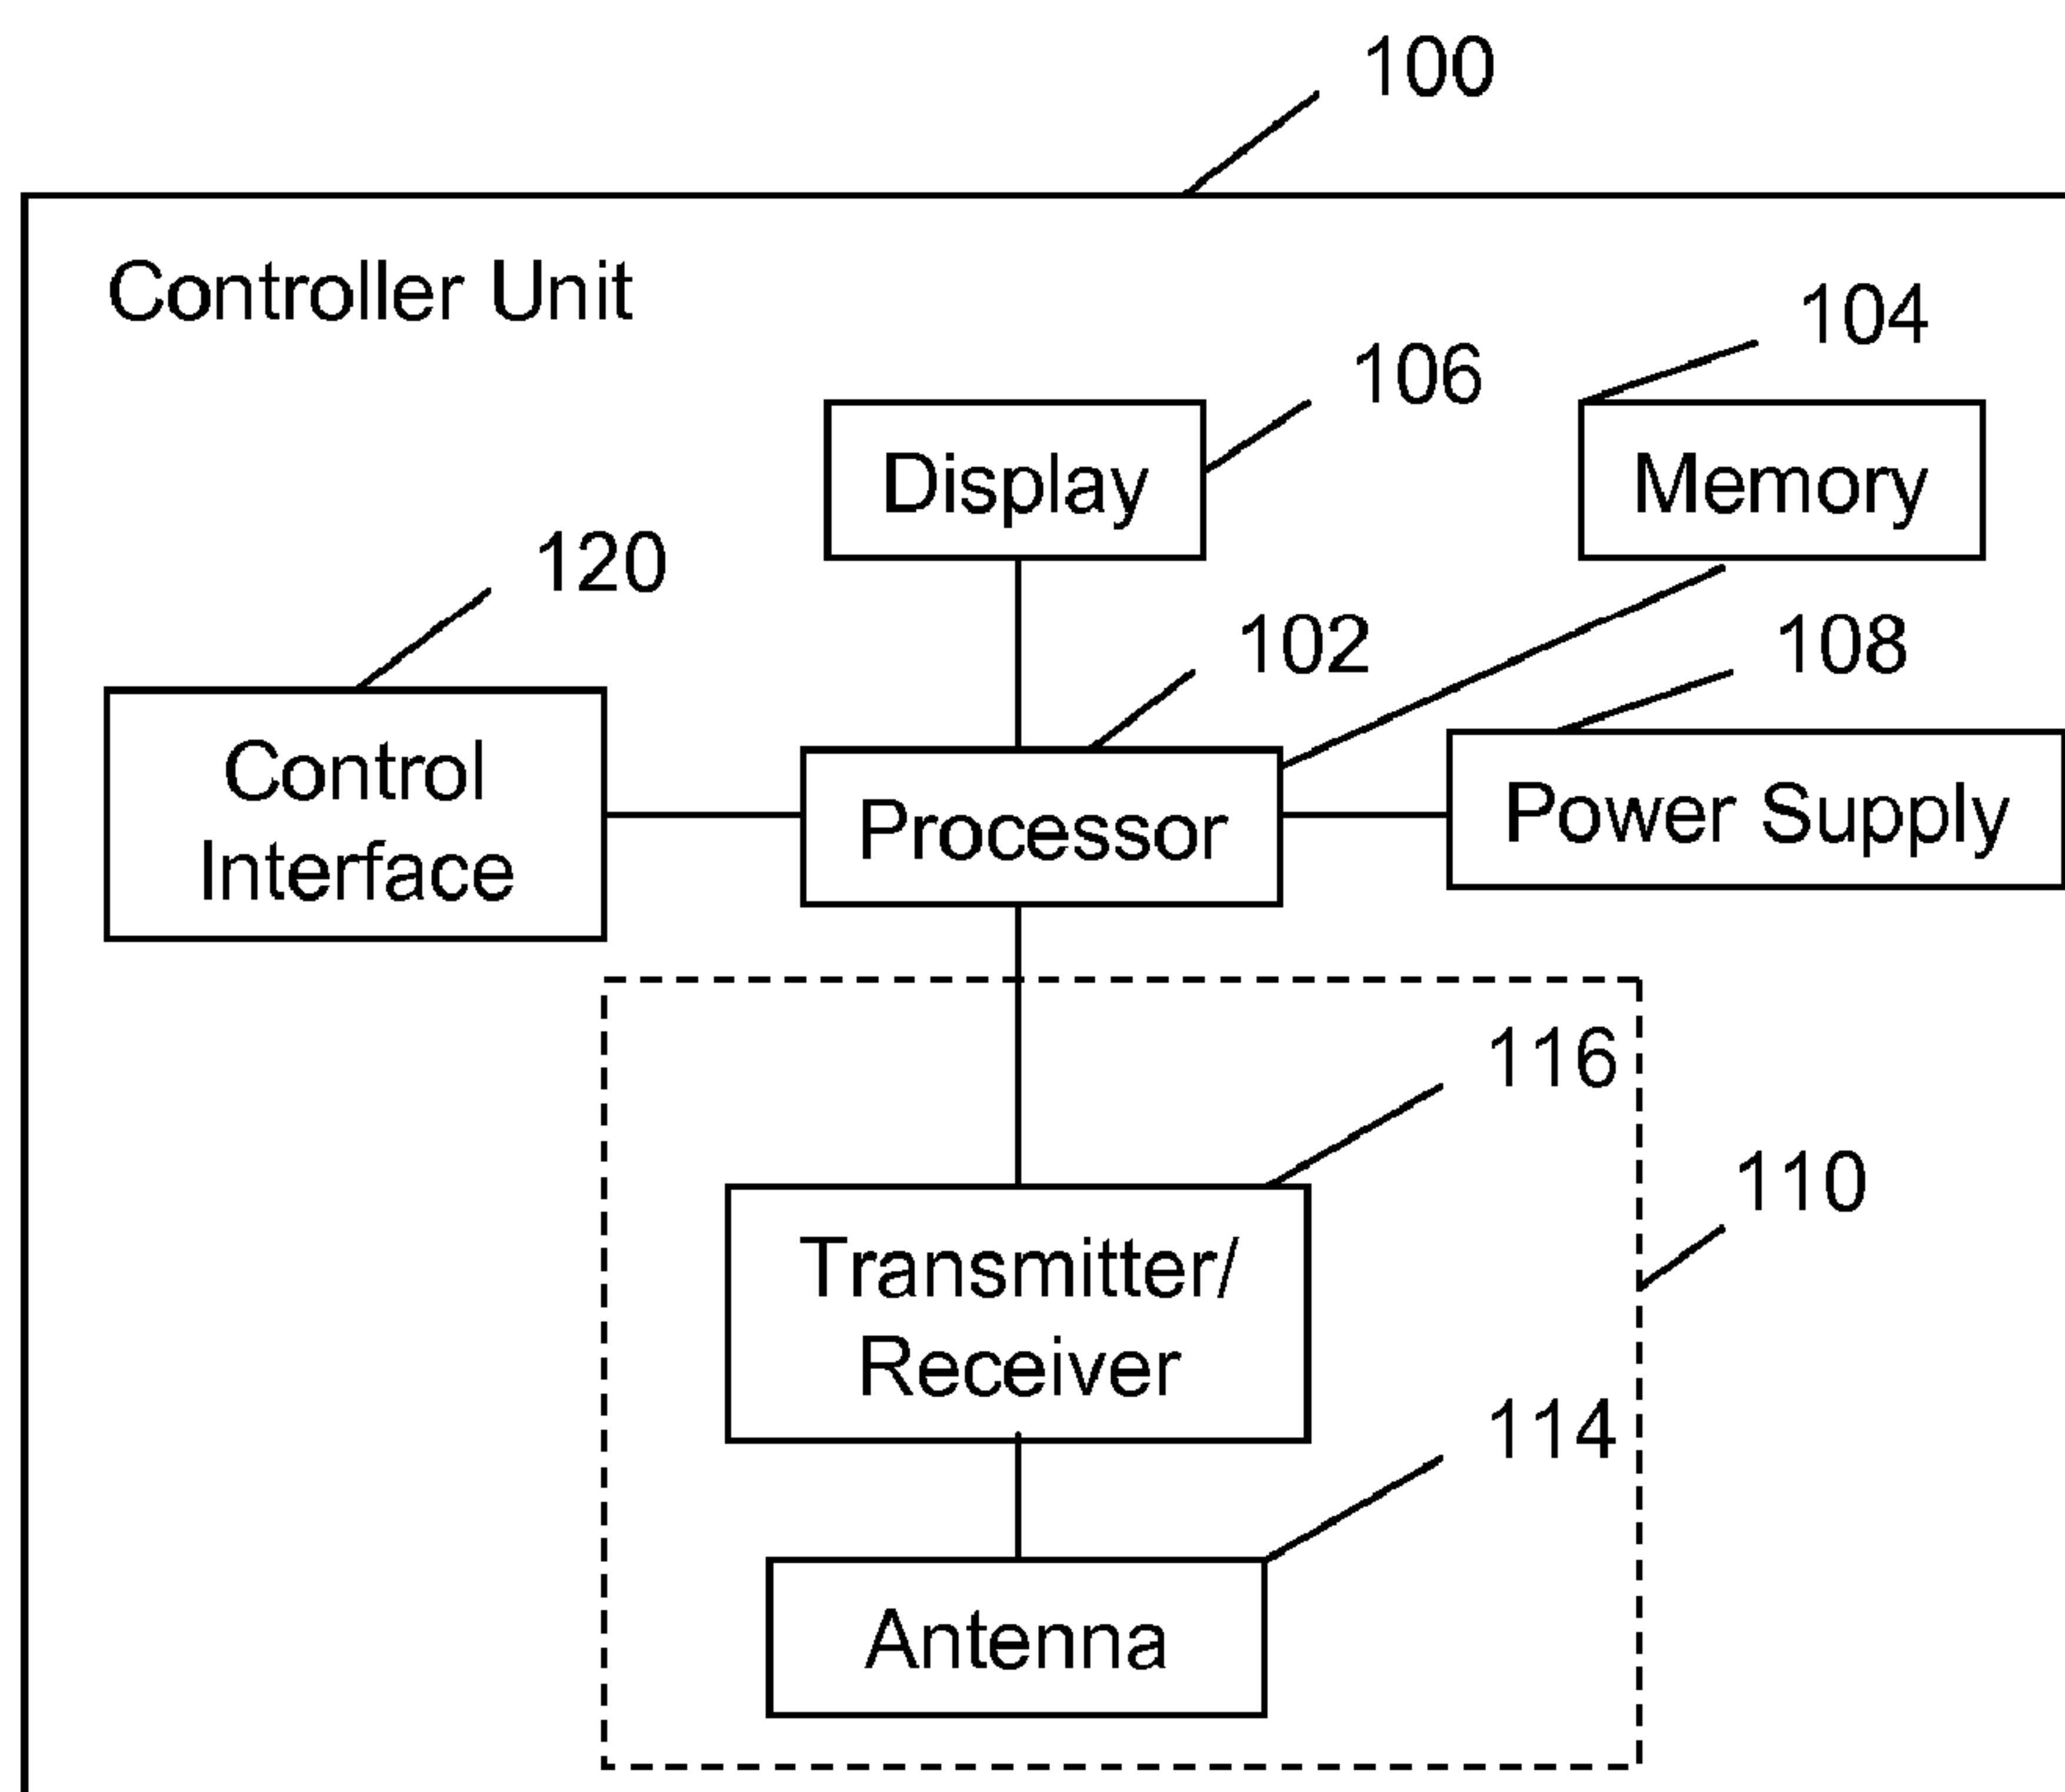 100
Controller Unit
104
106
Display
Memory
120
102
108
Control
Interface
Processor
Power Supply
116
110
Transmitter/
Receiver
114
Antenna